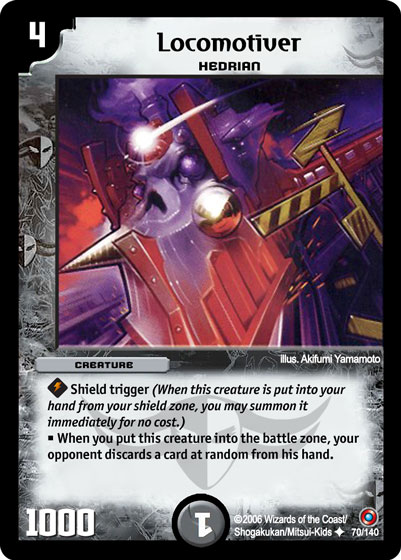 4
Locomotiver
HEDRIAN
Illus. Akifumi Yamamoto
CREATURE
Shield trigger (When this creature is put into your
hand from your shield zone, you may summon it
immediately for no cost.)
▪ When you put this creature into the battle zone, your
opponent discards a card at random from his hand.
1000
1
©2006 Wizards of the Coast/
Shogakukan/Mitsui-Kids ✦ 70/140